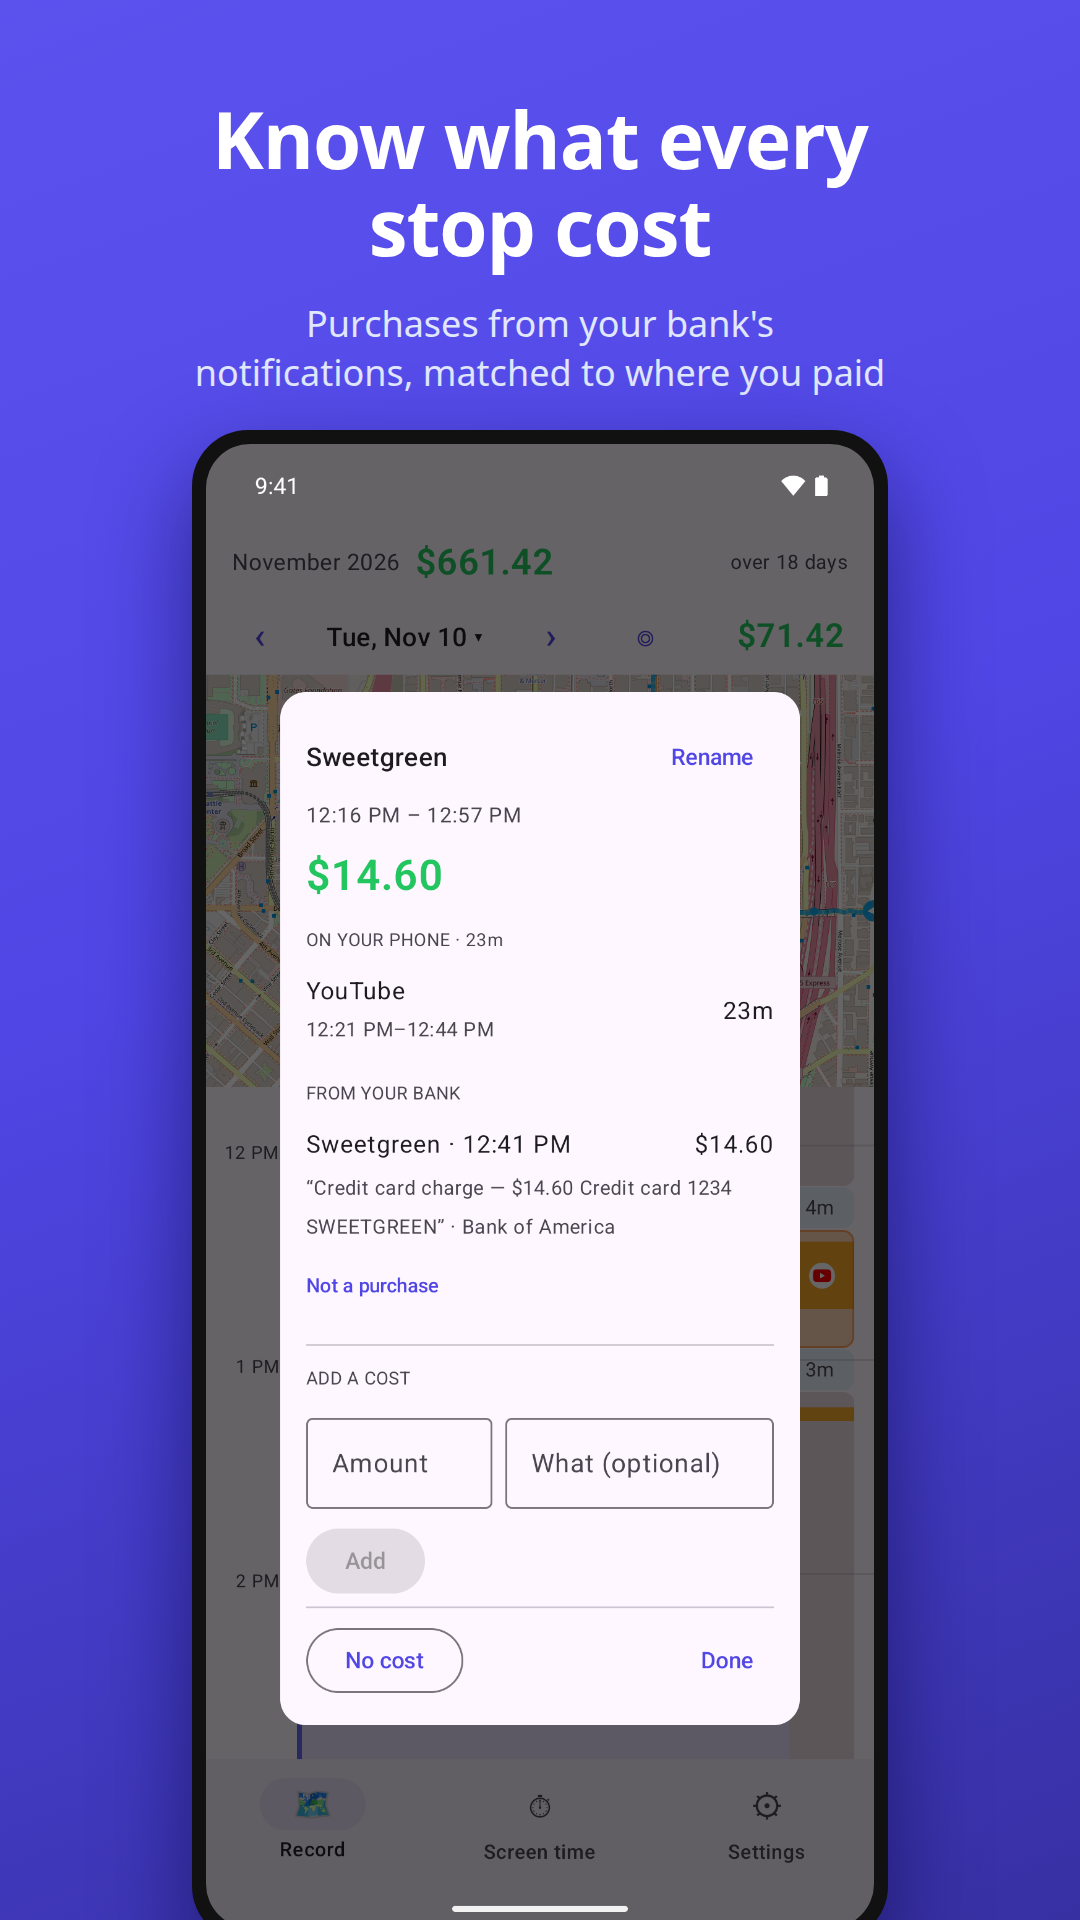 Know what every
stop cost
Purchases from your bank's
notifications, matched to where you paid
9:41
November 2026 $661.42 over 18 days
‹ Tue, Nov 10 ▾ › ◎ $71.42
Sweetgreen Rename
12:16 PM – 12:57 PM
$14.60
ON YOUR PHONE · 23m
YouTube
23m
12:21 PM–12:44 PM
FROM YOUR BANK
12 PM
Sweetgreen · 12:41 PM $14.60
“Credit card charge — $14.60 Credit card 1234
4m
SWEETGREEN” · Bank of America
Not a purchase
1 PM
3m
ADD A COST
Amount What (optional)
Add
2 PM
No cost Done
Record Screen time Settings